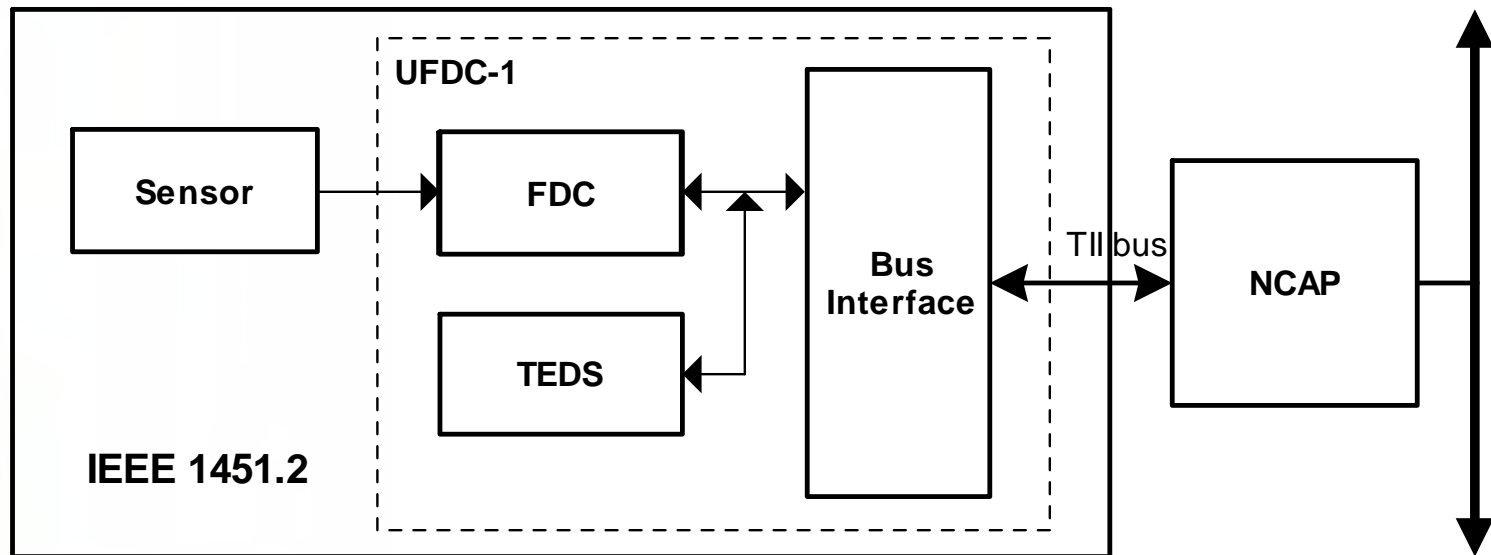 UFDC-1
Sensor
FDC
Bus
Interface
TII bus
NCAP
TEDS
IEEE 1451.2